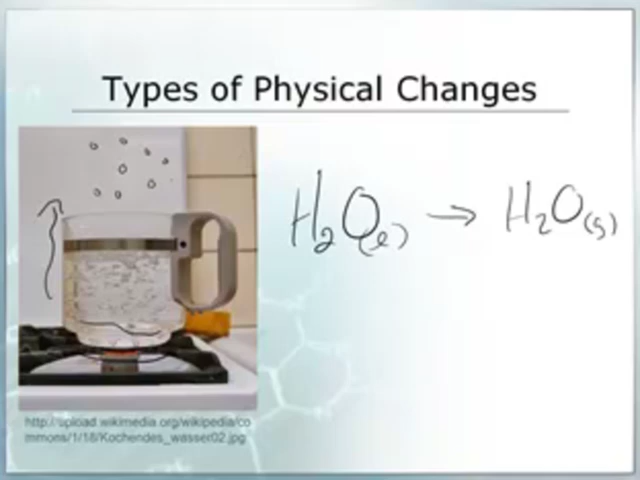 Types of Physical Changes
H₂O(ℓ) → H₂O(g)
http://upload.wikimedia.org/wikipedia/co
mmons/1/18/Kochendes_wasser02.jpg